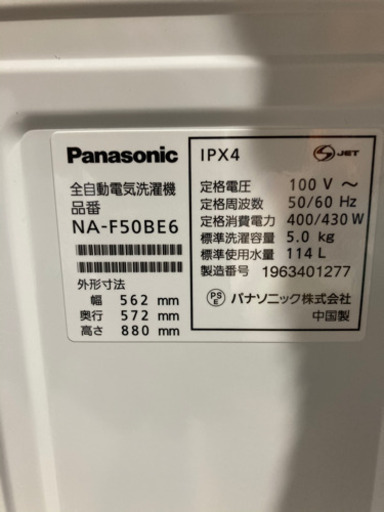 Panasonic
全自動電気洗濯機
品番
NA-F50BE6
外形寸法
幅 562 mm
奥行 572 mm
高さ 880 mm
IPX4
S JET
定格電圧 100 V ～
定格周波数 50/60 Hz
定格消費電力 400/430 W
標準洗濯容量 5.0 kg
標準使用水量 114 L
製造番号 1963401277
PSE パナソニック株式会社
中国製